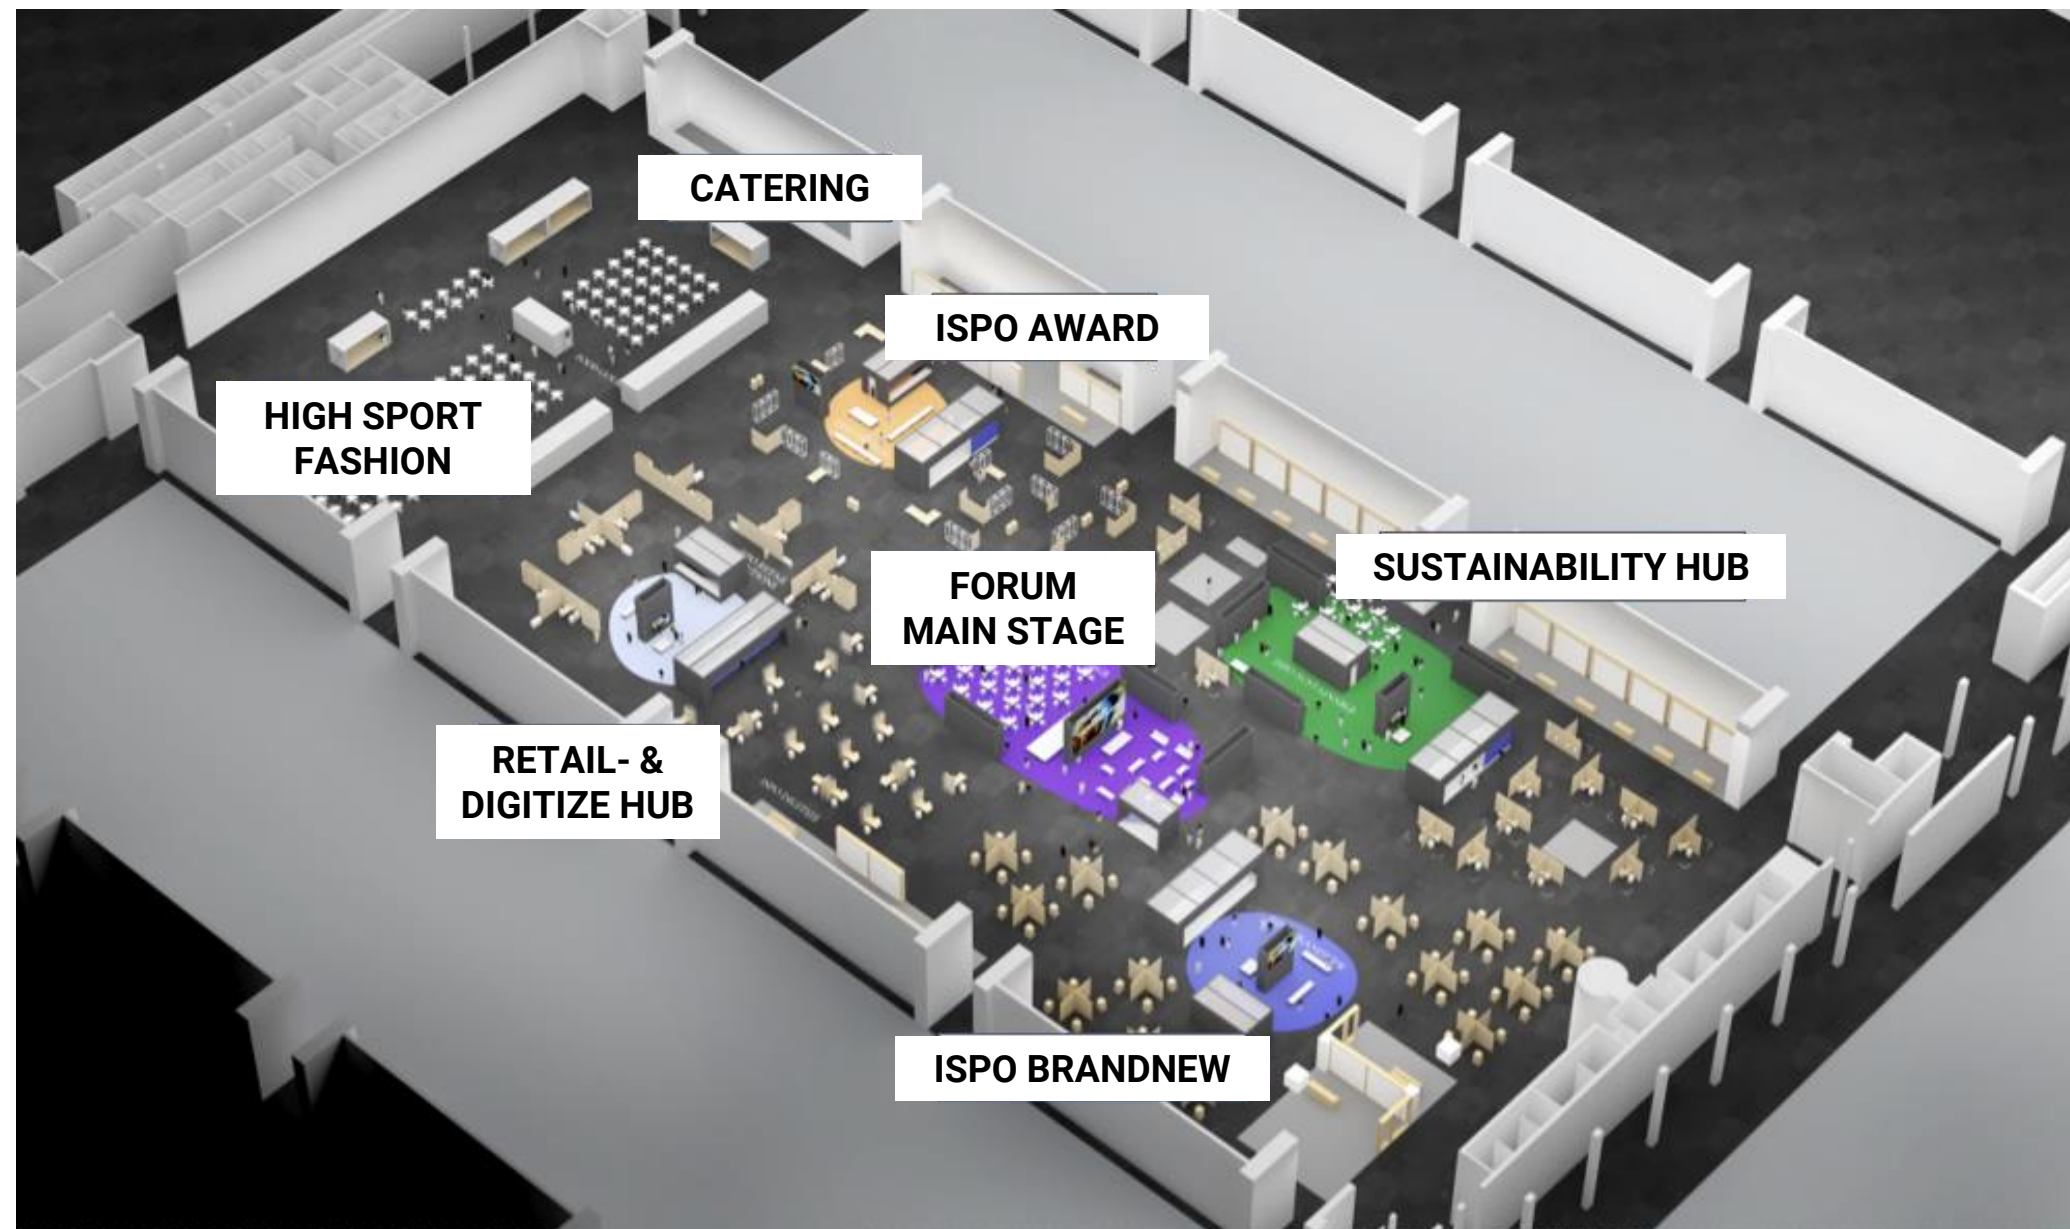 CATERING
ISPO AWARD
HIGH SPORT
FASHION
SUSTAINABILITY HUB
FORUM
MAIN STAGE
RETAIL- &
DIGITIZE HUB
ISPO BRANDNEW